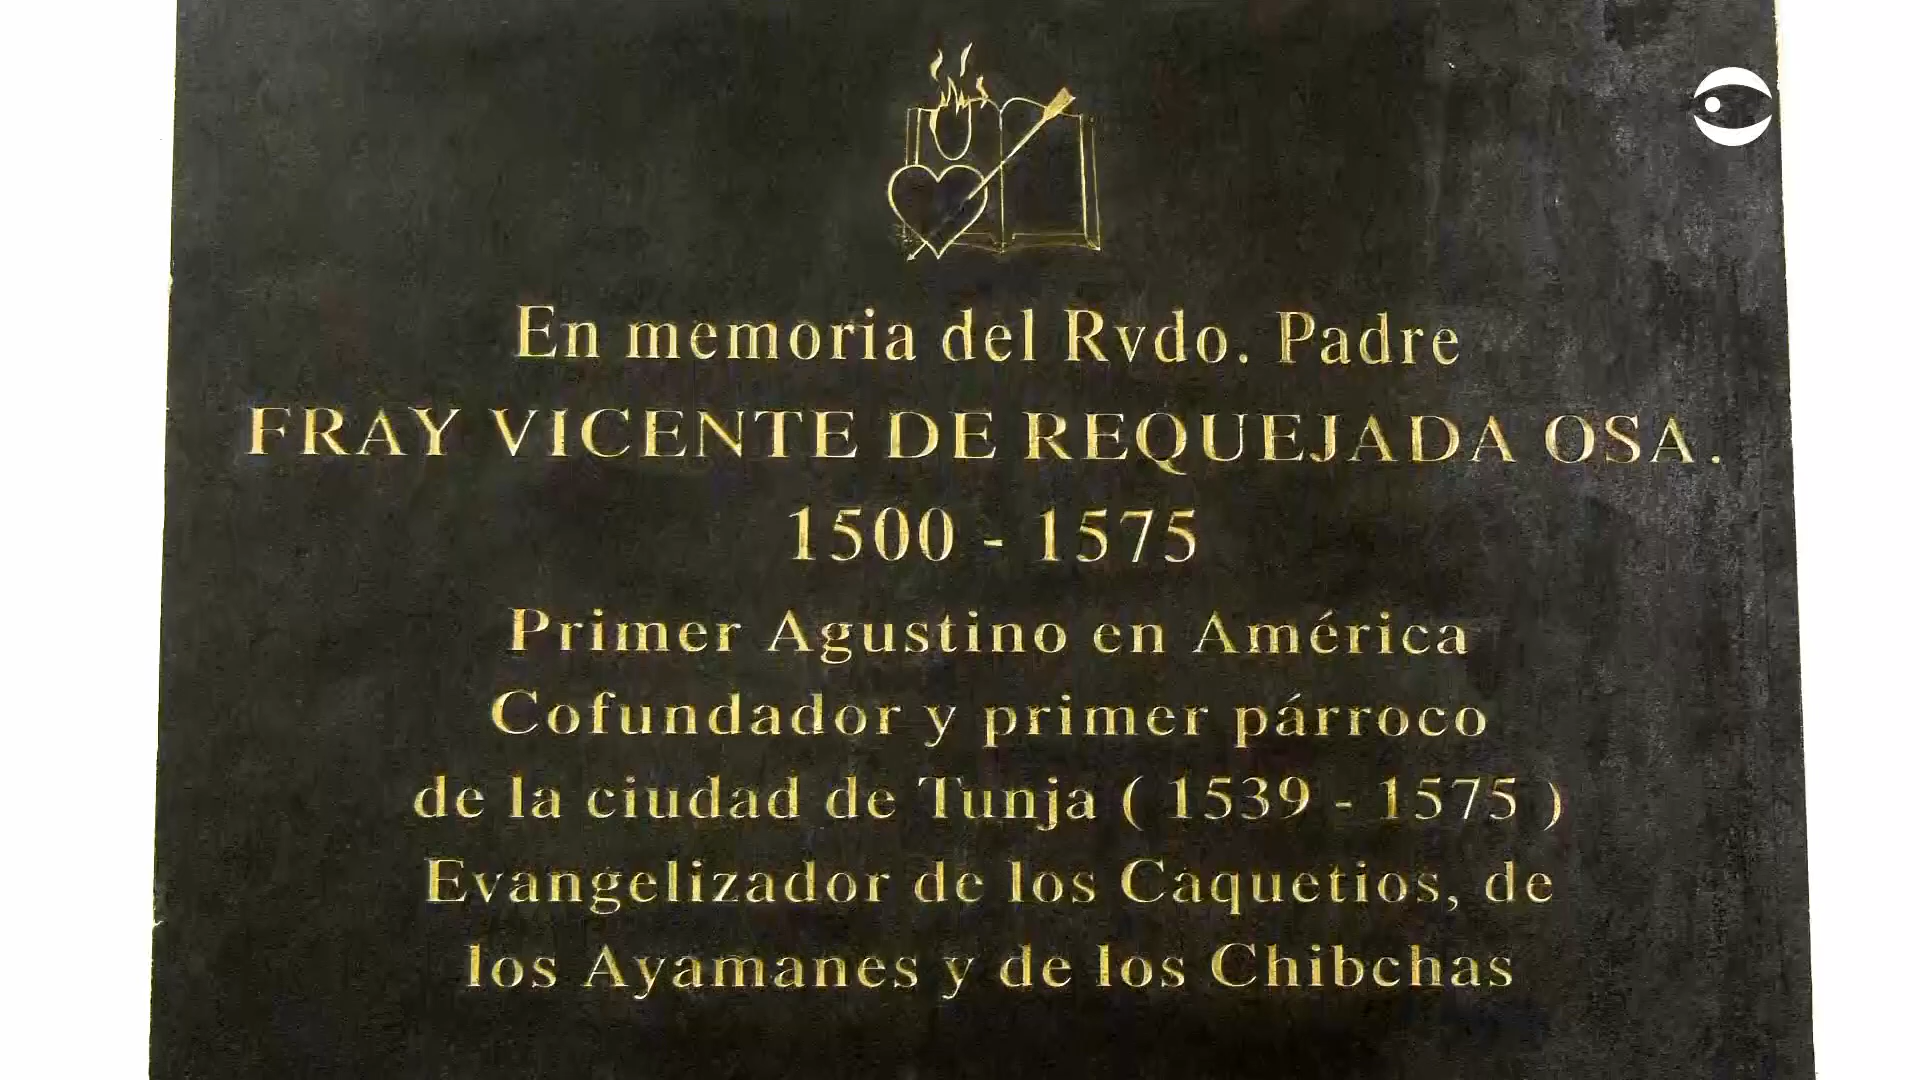 En memoria del Rvdo. Padre
FRAY VICENTE DE REQUEJADA OSA.
1500 - 1575
Primer Agustino en América
Cofundador y primer párroco
de la ciudad de Tunja ( 1539 - 1575 )
Evangelizador de los Caquetios, de
los Ayamanes y de los Chibchas